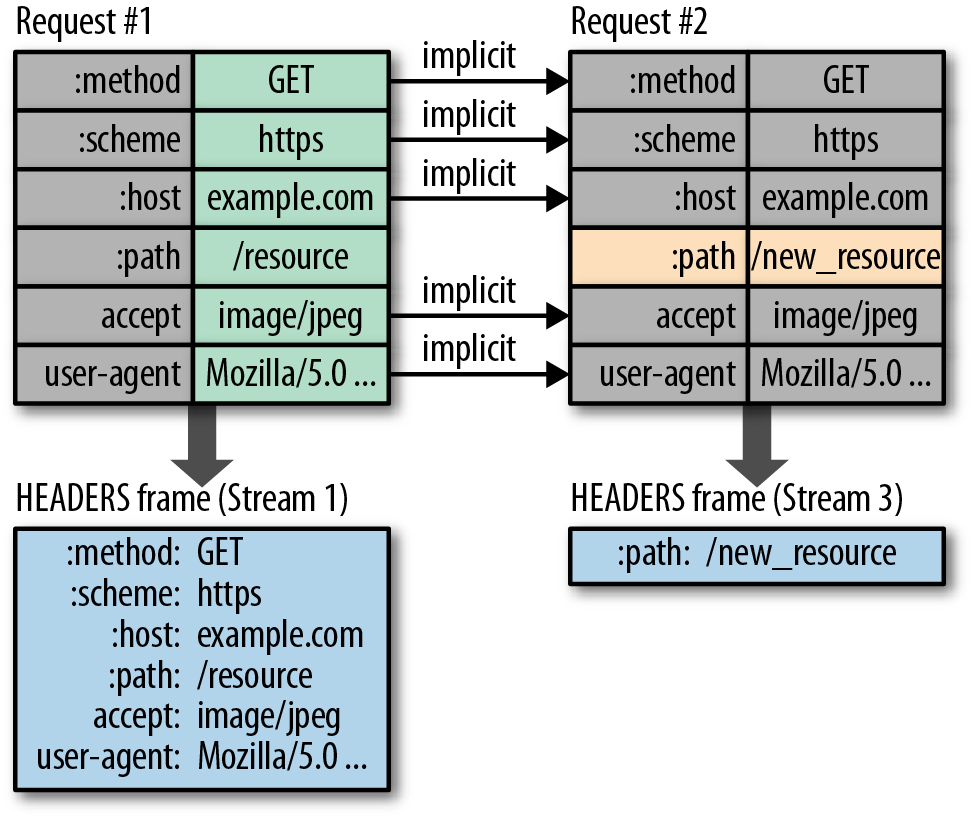 Request #1
:method GET
:scheme https
:host example.com
:path /resource
accept image/jpeg
user-agent Mozilla/5.0 ...
implicit
implicit
implicit
implicit
implicit
Request #2
:method GET
:scheme https
:host example.com
:path /new_resource
accept image/jpeg
user-agent Mozilla/5.0 ...
HEADERS frame (Stream 1)
:method: GET
:scheme: https
:host: example.com
:path: /resource
accept: image/jpeg
user-agent: Mozilla/5.0 ...
HEADERS frame (Stream 3)
:path: /new_resource